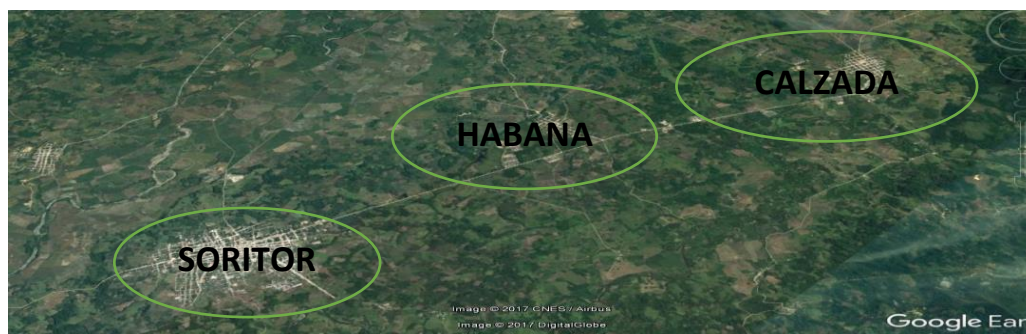 CALZADA
HABANA
SORITOR
Image © 2017 CNES / Airbus
Image © 2017 DigitalGlobe
Google Ear